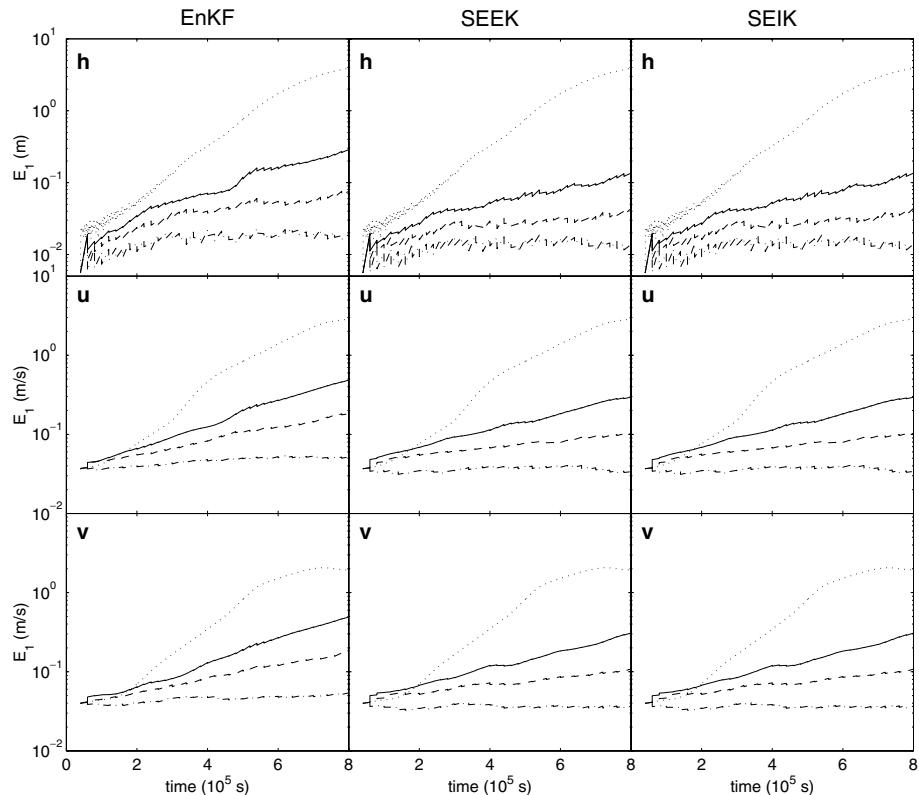 EnKF SEEK SEIK
10^1
h h h
10^0
E_1 (m)
10^-1
10^-2
10^1
u u u
10^0
E_1 (m/s)
10^-1
10^-2
v v v
10^0
E_1 (m/s)
10^-1
10^-2
0 2 4 6 8 2 4 6 8 2 4 6 8
time (10^5 s) time (10^5 s) time (10^5 s)